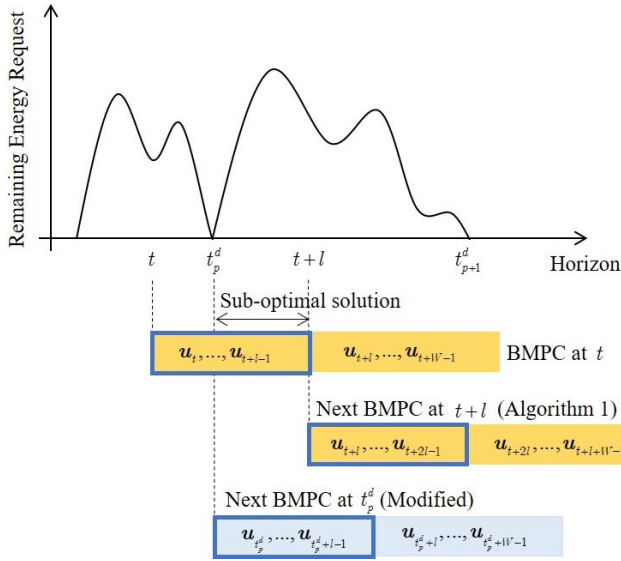 Remaining Energy Request
t t_p^d t+l t_{p+1}^d Horizon
Sub-optimal solution
u_t,..., u_{t+l-1} u_{t+l},..., u_{t+W-1} BMPC at t
Next BMPC at t+l (Algorithm 1)
u_{t+l},..., u_{t+2l-1} u_{t+2l},..., u_{t+l+W-
Next BMPC at t_p^d (Modified)
u_{t_p^d},..., u_{t_p^d+l-1} u_{t_p^d+l},..., u_{t_p^d+W-1}